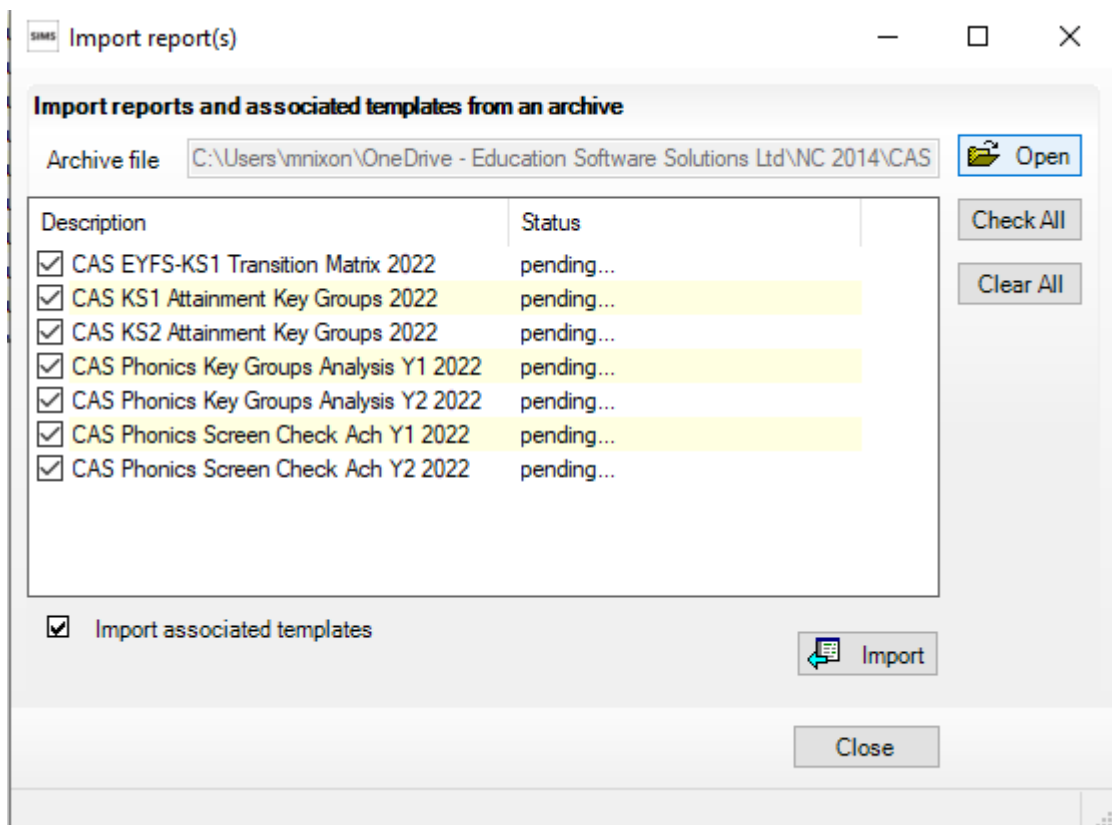 SIMS Import report(s)
Import reports and associated templates from an archive
Archive file C:\Users\mnixon\OneDrive - Education Software Solutions Ltd\NC 2014\CAS Open
Description Status Check All
CAS EYFS-KS1 Transition Matrix 2022 pending...
CAS KS1 Attainment Key Groups 2022 pending... Clear All
CAS KS2 Attainment Key Groups 2022 pending...
CAS Phonics Key Groups Analysis Y1 2022 pending...
CAS Phonics Key Groups Analysis Y2 2022 pending...
CAS Phonics Screen Check Ach Y1 2022 pending...
CAS Phonics Screen Check Ach Y2 2022 pending...
Import associated templates
Import
Close